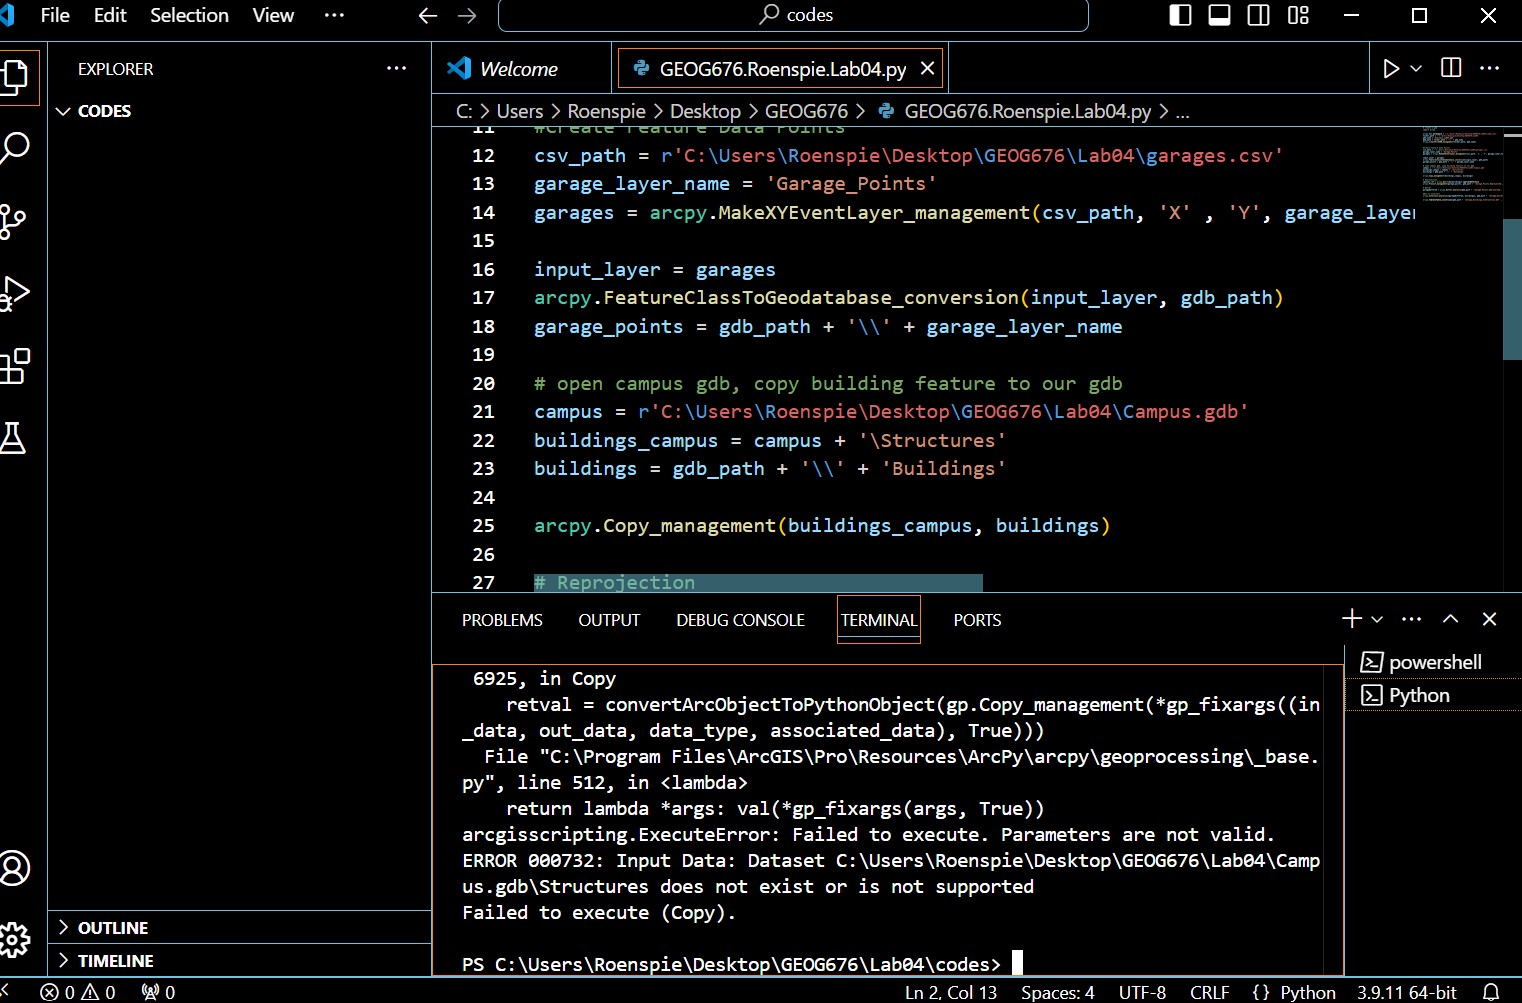 File Edit Selection View ··· codes
EXPLORER ···
CODES
Welcome
GEOG676.Roenspie.Lab04.py
C: > Users > Roenspie > Desktop > GEOG676 > GEOG676.Roenspie.Lab04.py > ...
11 #Create Feature Data Points
12 csv_path = r'C:\Users\Roenspie\Desktop\GEOG676\Lab04\garages.csv'
13 garage_layer_name = 'Garage_Points'
14 garages = arcpy.MakeXYEventLayer_management(csv_path, 'X' , 'Y', garage_layer
15
16 input_layer = garages
17 arcpy.FeatureClassToGeodatabase_conversion(input_layer, gdb_path)
18 garage_points = gdb_path + '\\' + garage_layer_name
19
20 # open campus gdb, copy building feature to our gdb
21 campus = r'C:\Users\Roenspie\Desktop\GEOG676\Lab04\Campus.gdb'
22 buildings_campus = campus + '\Structures'
23 buildings = gdb_path + '\\' + 'Buildings'
24
25 arcpy.Copy_management(buildings_campus, buildings)
26
27 # Reprojection
PROBLEMS OUTPUT DEBUG CONSOLE TERMINAL PORTS
6925, in Copy
retval = convertArcObjectToPythonObject(gp.Copy_management(*gp_fixargs((in
_data, out_data, data_type, associated_data), True)))
File "C:\Program Files\ArcGIS\Pro\Resources\ArcPy\arcpy\geoprocessing\_base.
py", line 512, in <lambda>
return lambda *args: val(*gp_fixargs(args, True))
arcgisscripting.ExecuteError: Failed to execute. Parameters are not valid.
ERROR 000732: Input Data: Dataset C:\Users\Roenspie\Desktop\GEOG676\Lab04\Camp
us.gdb\Structures does not exist or is not supported
Failed to execute (Copy).
PS C:\Users\Roenspie\Desktop\GEOG676\Lab04\codes>
powershell
Python
OUTLINE
TIMELINE
0 0 0 Ln 2, Col 13 Spaces: 4 UTF-8 CRLF {} Python 3.9.11 64-bit